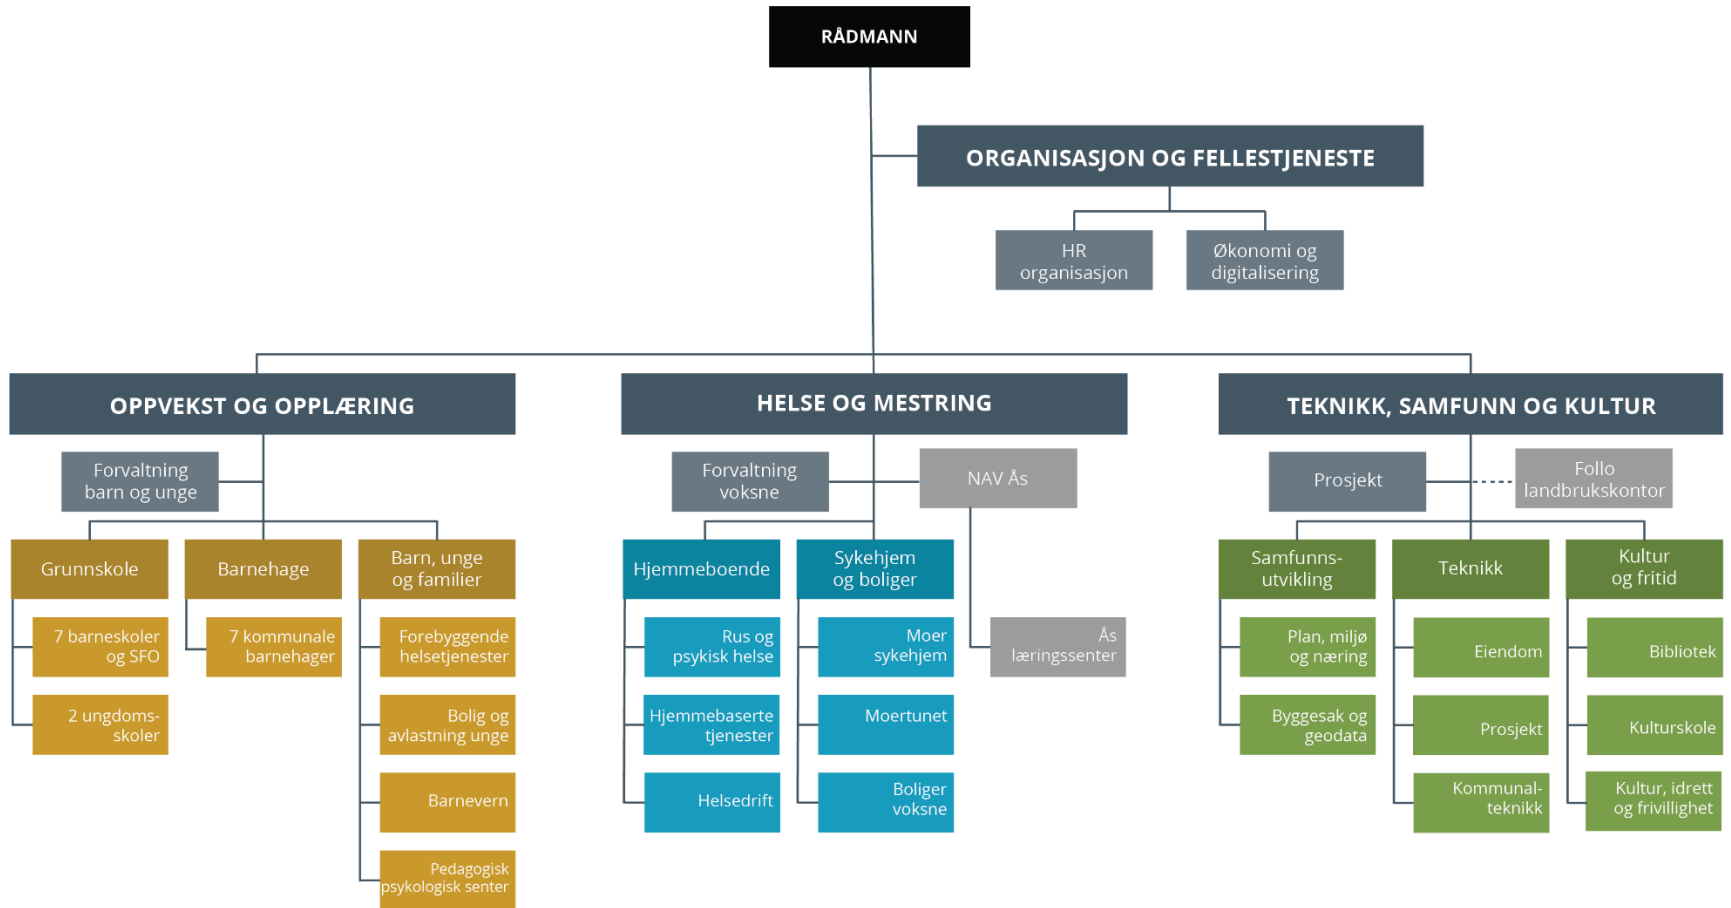 RÅDMANN
ORGANISASJON OG FELLESTJENESTE
HR
organisasjon
Økonomi og
digitalisering
OPPVEKST OG OPPLÆRING
Forvaltning
barn og unge
Grunnskole
7 barneskoler
og SFO
2 ungdoms-
skoler
Barnehage
7 kommunale
barnehager
Barn, unge
og familier
Forebyggende
helsetjenester
Bolig og
avlastning unge
Barnevern
Pedagogisk
psykologisk senter
HELSE OG MESTRING
Forvaltning
voksne
NAV Ås
Hjemmeboende
Rus og
psykisk helse
Hjemmebaserte
tjenester
Helsedrift
Sykehjem
og boliger
Moer
sykehjem
Moertunet
Boliger
voksne
Ås
læringssenter
TEKNIKK, SAMFUNN OG KULTUR
Prosjekt
Follo
landbrukskontor
Samfunns-
utvikling
Plan, miljø
og næring
Byggesak og
geodata
Teknikk
Eiendom
Prosjekt
Kommunal-
teknikk
Kultur
og fritid
Bibliotek
Kulturskole
Kultur, idrett
og frivillighet